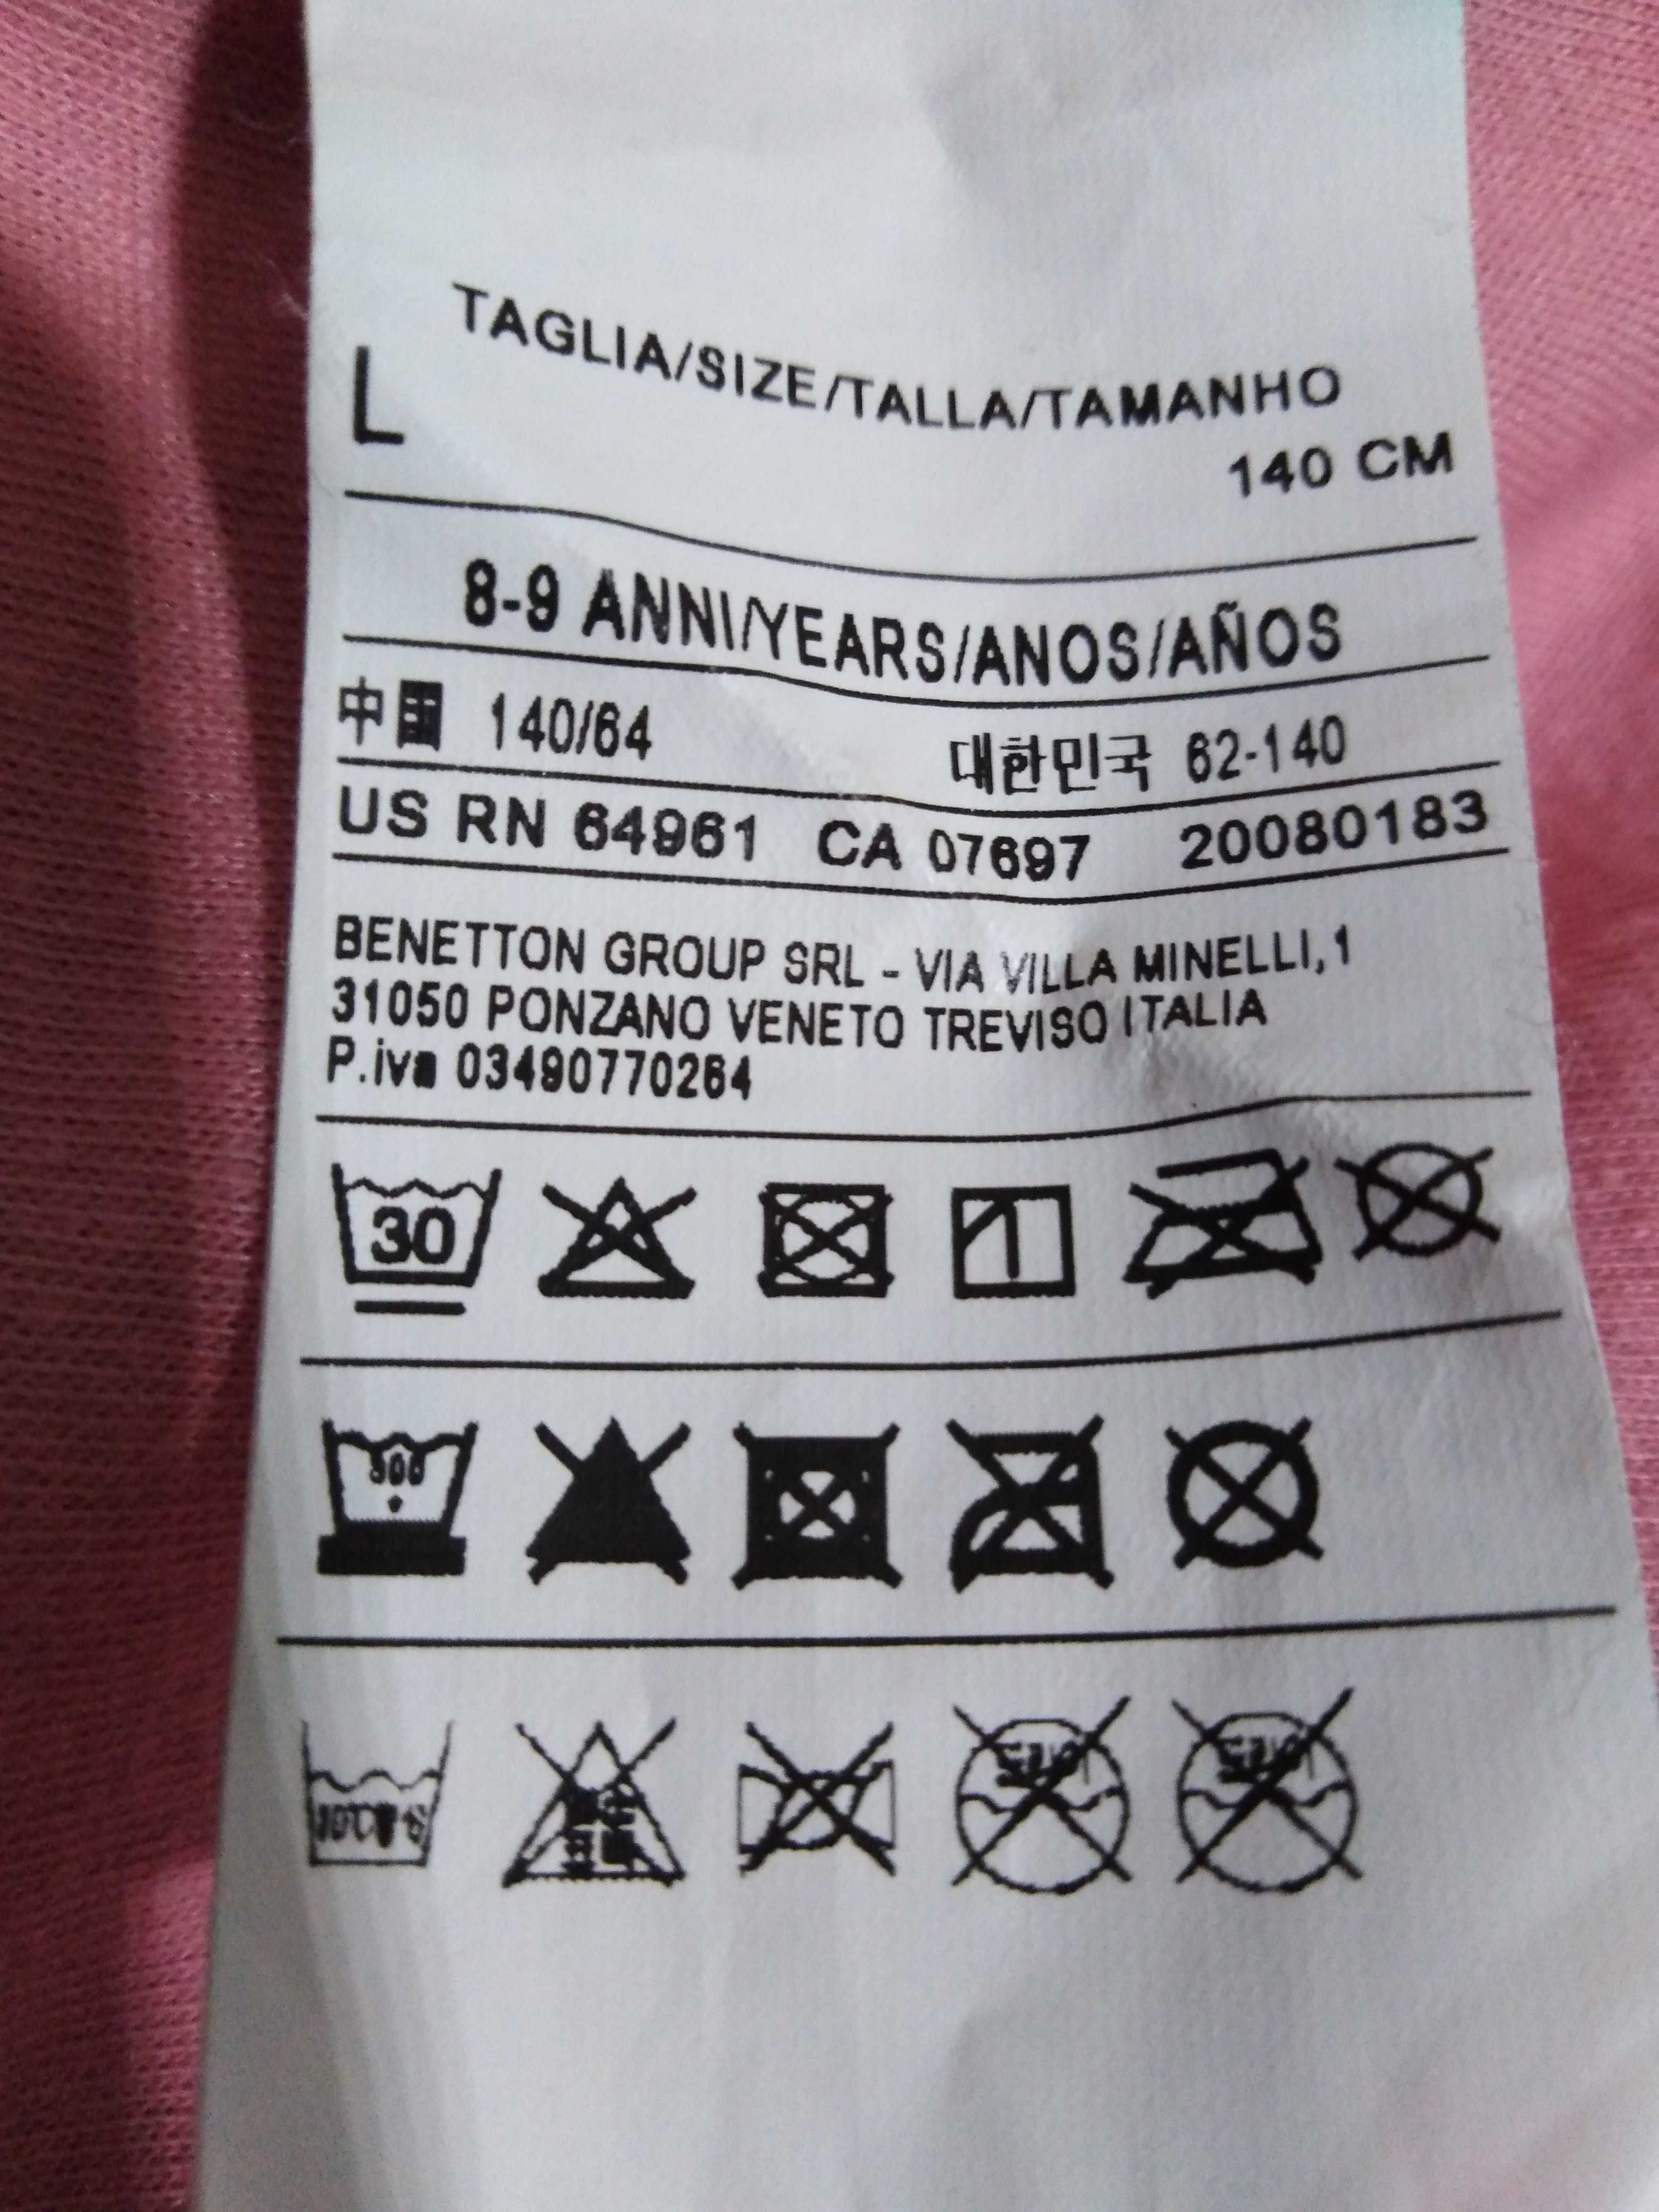 TAGLIA/SIZE/TALLA/TAMANHO
L 140 CM
8-9 ANNI/YEARS/ANOS/AÑOS
中国 140/64 대한민국 62-140
US RN 64961 CA 07697 20080183
BENETTON GROUP SRL - VIA VILLA MINELLI,1
31050 PONZANO VENETO TREVISO ITALIA
P.iva 03490770264
30